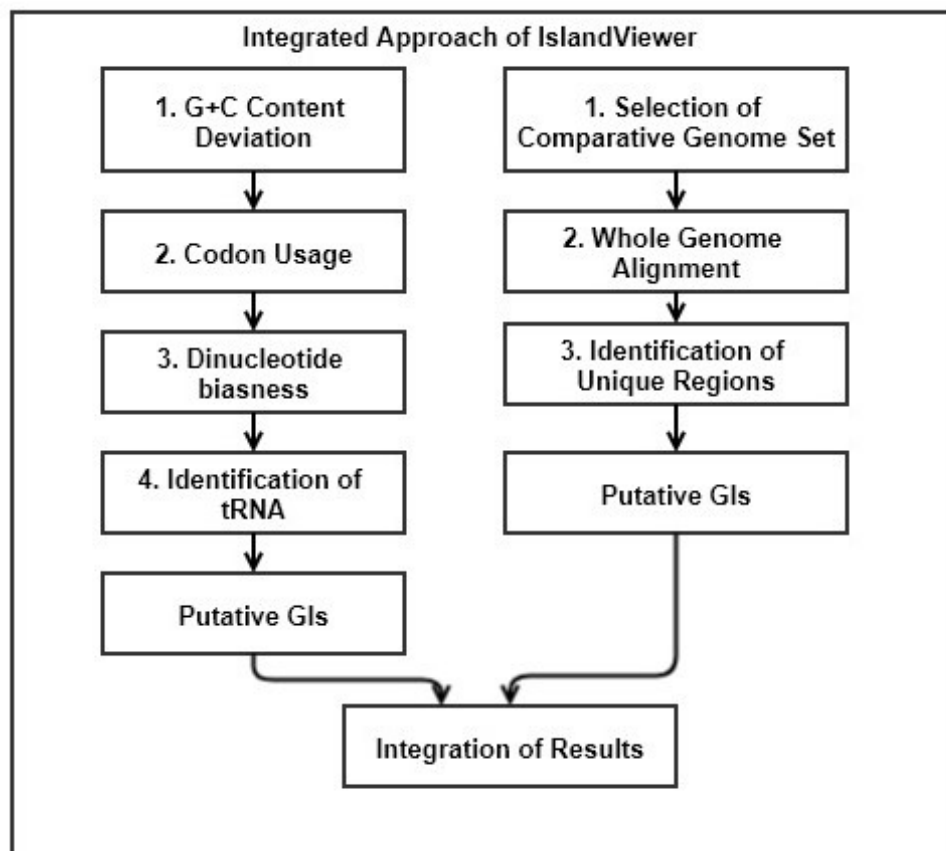 Integrated Approach of IslandViewer
1. G+C Content
Deviation
2. Codon Usage
3. Dinucleotide
biasness
4. Identification of
tRNA
Putative GIs
1. Selection of
Comparative Genome Set
2. Whole Genome
Alignment
3. Identification of
Unique Regions
Putative GIs
Integration of Results